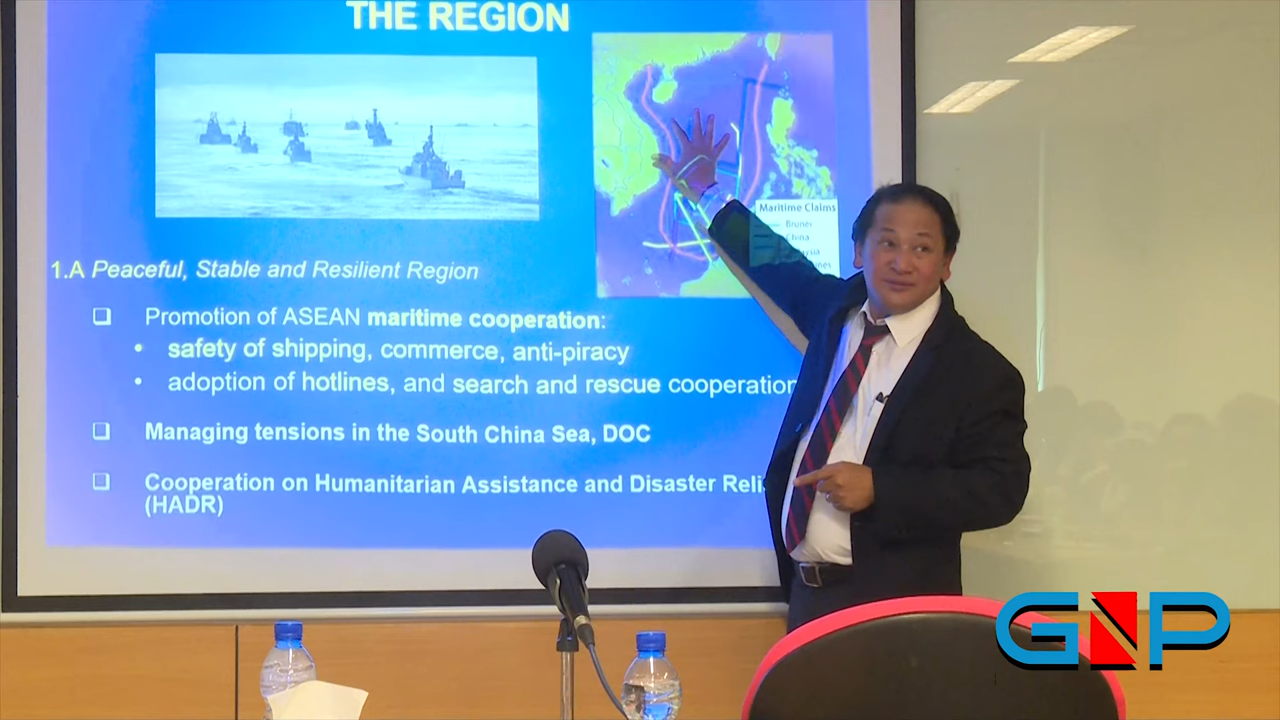 THE REGION
Maritime Claims
Brunei
China
1.A Peaceful, Stable and Resilient Region
Promotion of ASEAN maritime cooperation:
safety of shipping, commerce, anti-piracy
adoption of hotlines, and search and rescue cooperation
Managing tensions in the South China Sea, DOC
Cooperation on Humanitarian Assistance and Disaster
(HADR)
GNP